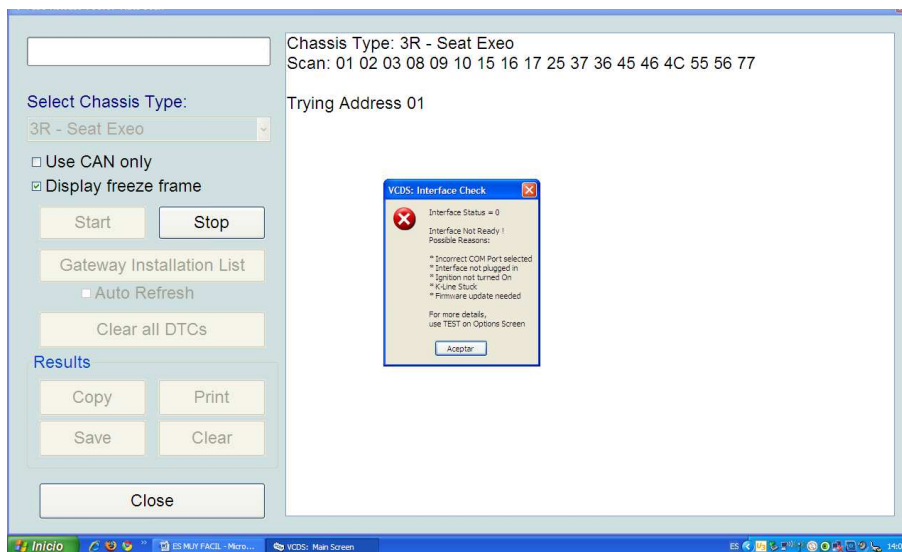 Chassis Type: 3R - Seat Exeo
Scan: 01 02 03 08 09 10 15 16 17 25 37 36 45 46 4C 55 56 77
Trying Address 01
Select Chassis Type:
3R - Seat Exeo
Use CAN only
Display freeze frame
Start
Stop
Gateway Installation List
Auto Refresh
Clear all DTCs
Results
Copy
Print
Save
Clear
Close
VCDS: Interface Check
Interface Status = 0
Interface Not Ready !
Possible Reasons:
* Incorrect COM Port selected
* Interface not plugged in
* Ignition not turned On
* K-Line Stuck
* Firmware update needed
For more details,
use TEST on Options Screen
Aceptar
Inicio
ES MUY FACIL - Micro...
VCDS: Main Screen
ES